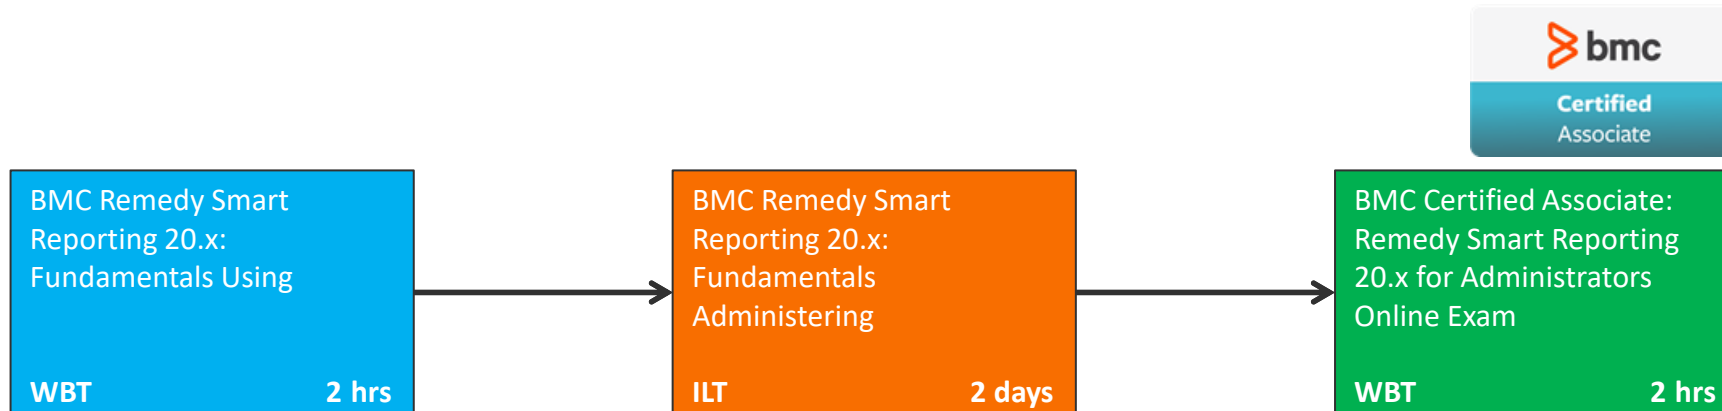 bmc
Certified
Associate
BMC Remedy Smart
Reporting 20.x:
Fundamentals Using
WBT 2 hrs
BMC Remedy Smart
Reporting 20.x:
Fundamentals
Administering
ILT 2 days
BMC Certified Associate:
Remedy Smart Reporting
20.x for Administrators
Online Exam
WBT 2 hrs